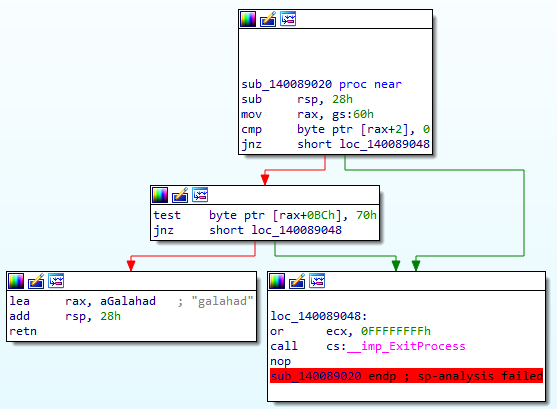 sub_140089020 proc near
sub rsp, 28h
mov rax, gs:60h
cmp byte ptr [rax+2], 0
jnz short loc_140089048
test byte ptr [rax+0BCh], 70h
jnz short loc_140089048
lea rax, aGalahad ; "galahad"
add rsp, 28h
retn
loc_140089048:
or ecx, 0FFFFFFFFh
call cs:__imp_ExitProcess
nop
sub_140089020 endp ; sp-analysis failed